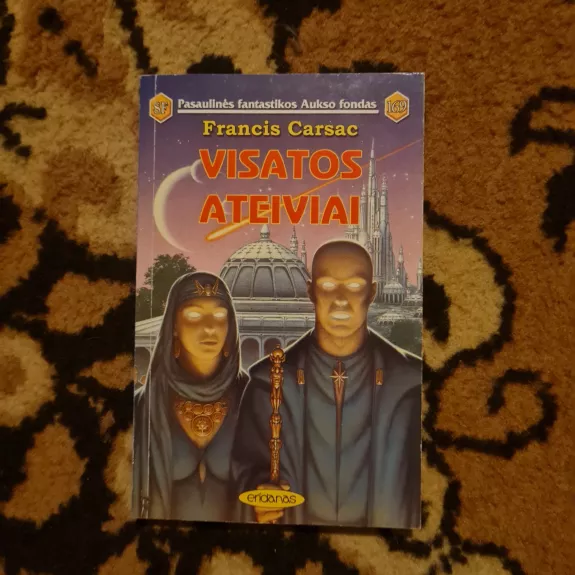 SF
Pasaulinės fantastikos Aukso fondas
Francis Carsac
VISATOS
ATEIVIAI
eridanas